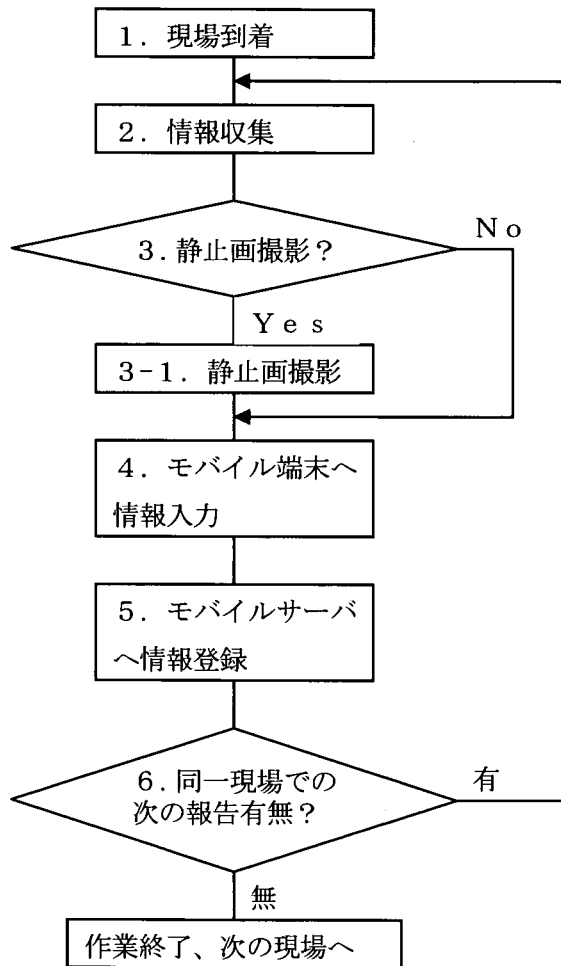 １．現場到着
２．情報収集
３.静止画撮影？
Ｎｏ
Ｙｅｓ
３-１．静止画撮影
４．モバイル端末へ
情報入力
５．モバイルサーバ
へ情報登録
６.同一現場での
次の報告有無？
有
無
作業終了、次の現場へ